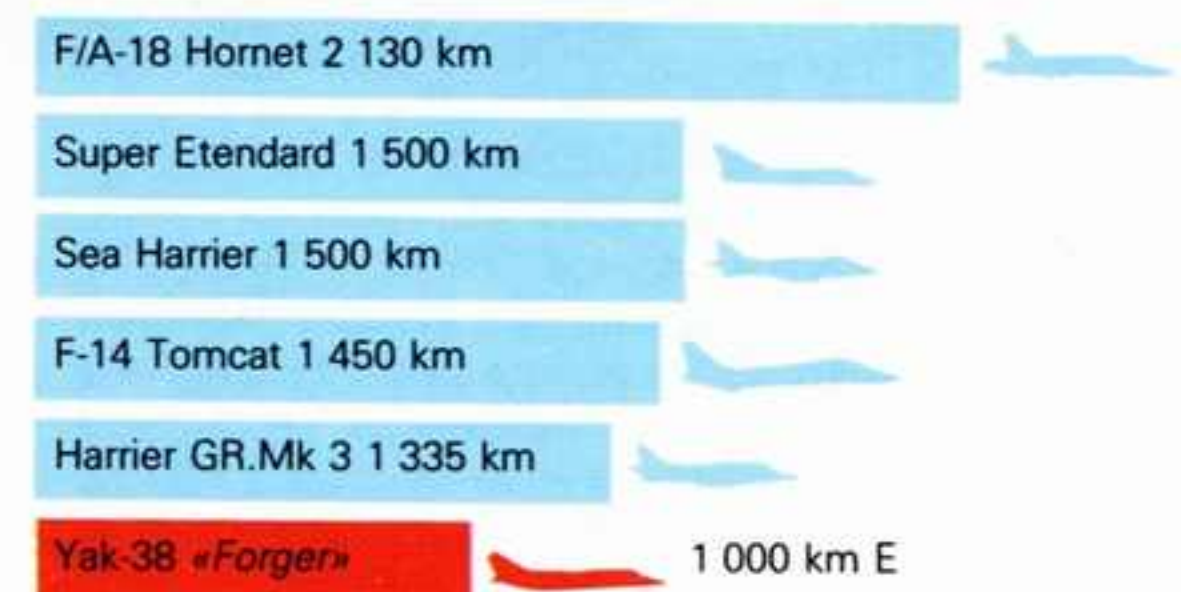 F/A-18 Hornet 2 130 km
Super Etendard 1 500 km
Sea Harrier 1 500 km
F-14 Tomcat 1 450 km
Harrier GR.Mk 3 1 335 km
Yak-38 «Forger» 1 000 km E